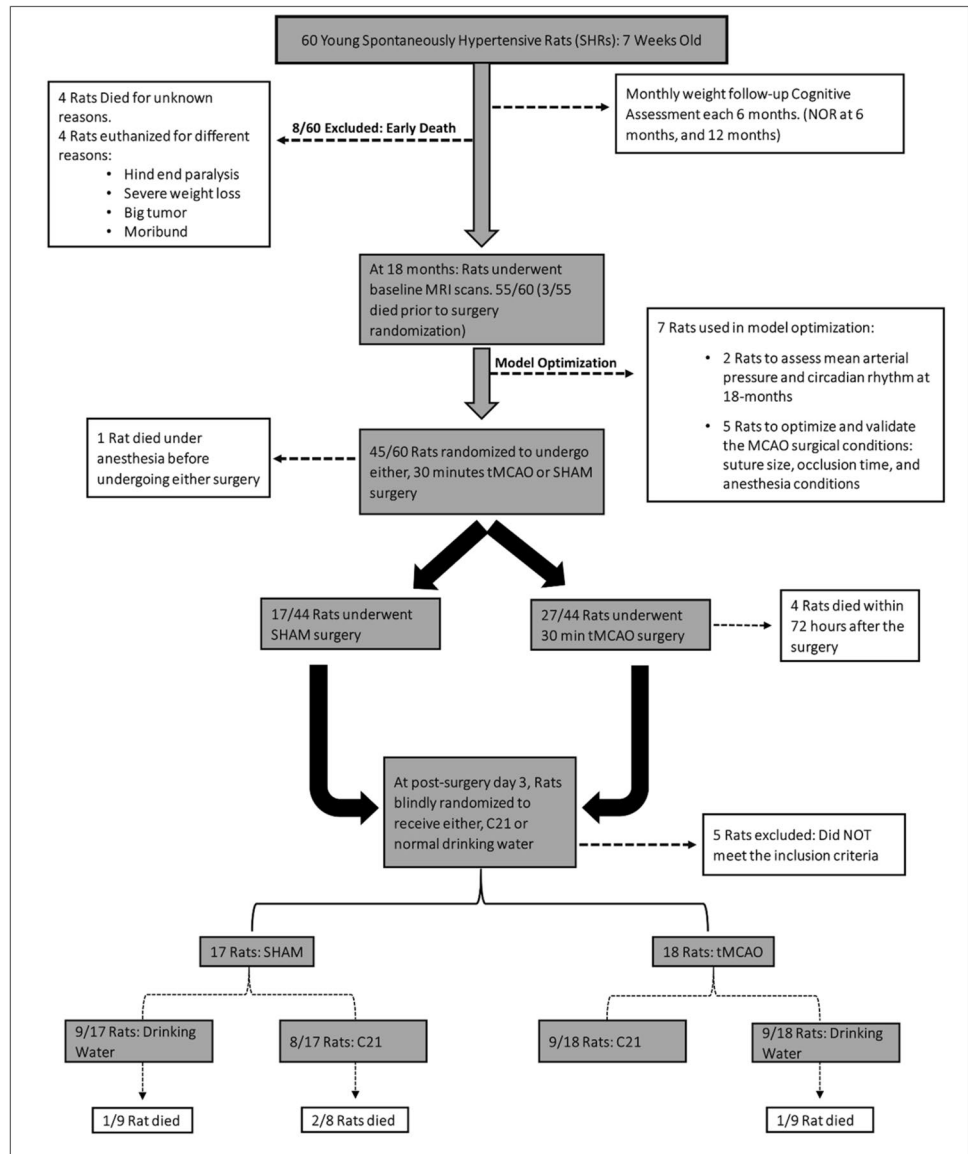 60 Young Spontaneously Hypertensive Rats (SHRs): 7 Weeks Old
4 Rats Died for unknown
reasons.
4 Rats euthanized for different
reasons:
• Hind end paralysis
• Severe weight loss
• Big tumor
• Moribund
8/60 Excluded: Early Death
Monthly weight follow-up Cognitive
Assessment each 6 months. (NOR at 6
months, and 12 months)
At 18 months: Rats underwent
baseline MRI scans. 55/60 (3/55
died prior to surgery
randomization)
Model Optimization
7 Rats used in model optimization:
• 2 Rats to assess mean arterial
pressure and circadian rhythm at
18-months
• 5 Rats to optimize and validate
the MCAO surgical conditions:
suture size, occlusion time, and
anesthesia conditions
1 Rat died under
anesthesia before
undergoing either surgery
45/60 Rats randomized to undergo
either, 30 minutes tMCAO or SHAM
surgery
17/44 Rats underwent
SHAM surgery
27/44 Rats underwent
30 min tMCAO surgery
4 Rats died within
72 hours after the
surgery
At post-surgery day 3, Rats
blindly randomized to
receive either, C21 or
normal drinking water
5 Rats excluded: Did NOT
meet the inclusion criteria
17 Rats: SHAM
18 Rats: tMCAO
9/17 Rats: Drinking
Water
8/17 Rats: C21
9/18 Rats: C21
9/18 Rats: Drinking
Water
1/9 Rat died
2/8 Rats died
1/9 Rat died